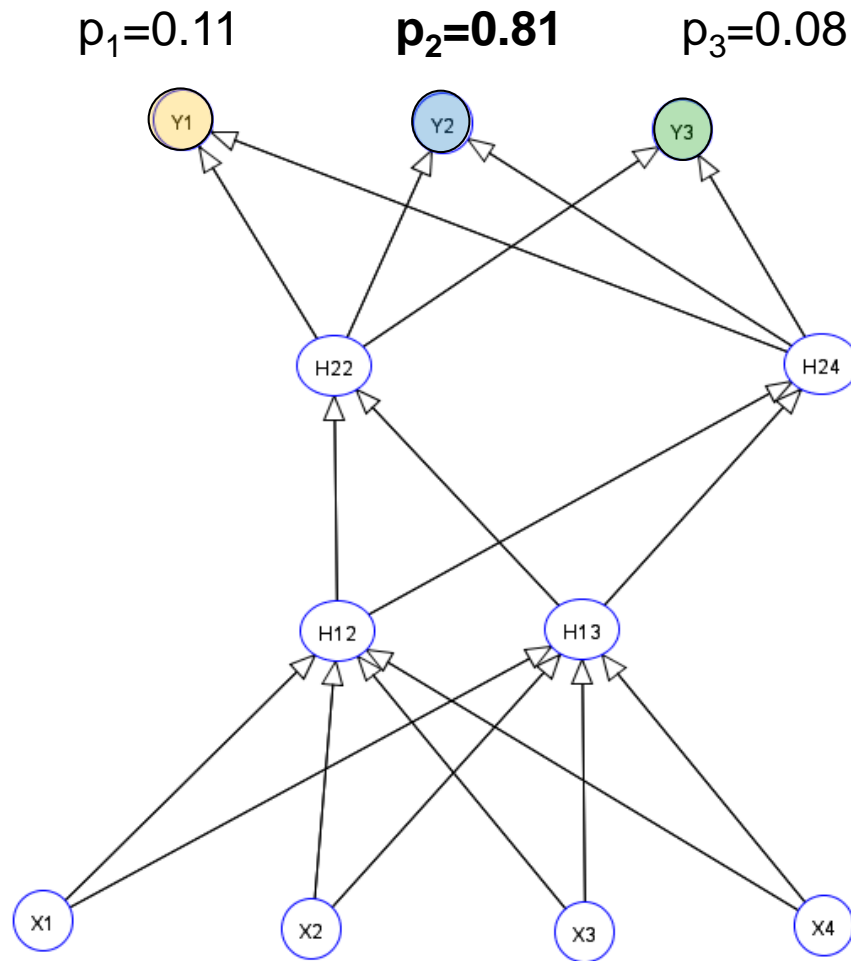 p₁=0.11 p₂=0.81 p₃=0.08
Y1 Y2 Y3
H22 H24
H12 H13
X1 X2 X3 X4